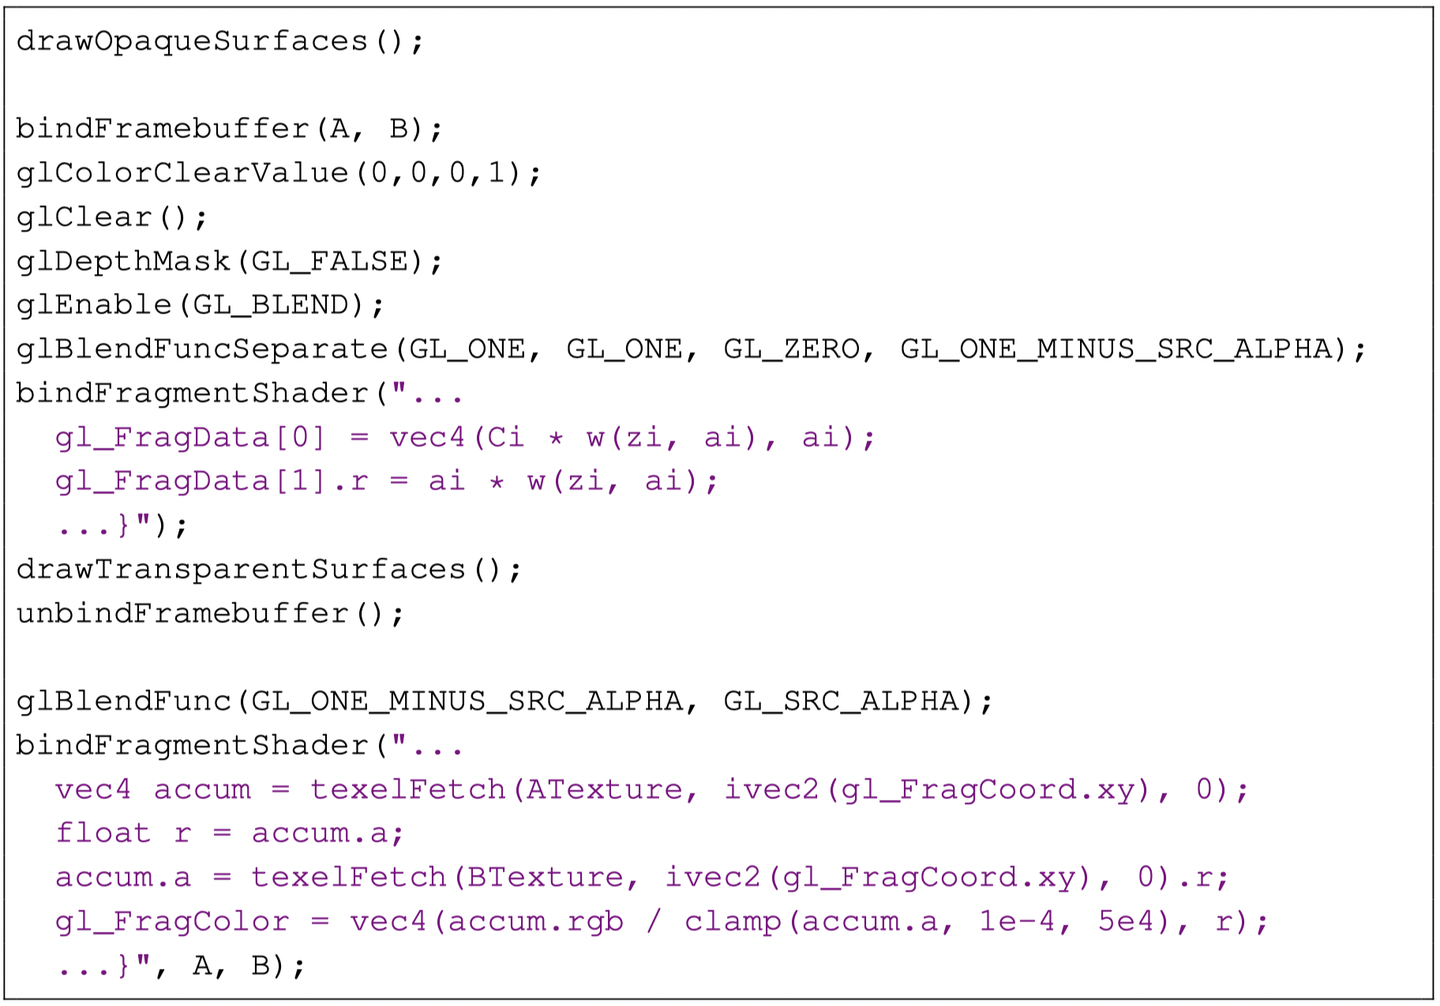 drawOpaqueSurfaces();
bindFramebuffer(A, B);
glColorClearValue(0,0,0,1);
glClear();
glDepthMask(GL_FALSE);
glEnable(GL_BLEND);
glBlendFuncSeparate(GL_ONE, GL_ONE, GL_ZERO, GL_ONE_MINUS_SRC_ALPHA);
bindFragmentShader("...
gl_FragData[0] = vec4(Ci * w(zi, ai), ai);
gl_FragData[1].r = ai * w(zi, ai);
...}");
drawTransparentSurfaces();
unbindFramebuffer();
glBlendFunc(GL_ONE_MINUS_SRC_ALPHA, GL_SRC_ALPHA);
bindFragmentShader("...
vec4 accum = texelFetch(ATexture, ivec2(gl_FragCoord.xy), 0);
float r = accum.a;
accum.a = texelFetch(BTexture, ivec2(gl_FragCoord.xy), 0).r;
gl_FragColor = vec4(accum.rgb / clamp(accum.a, 1e-4, 5e4), r);
...}", A, B);